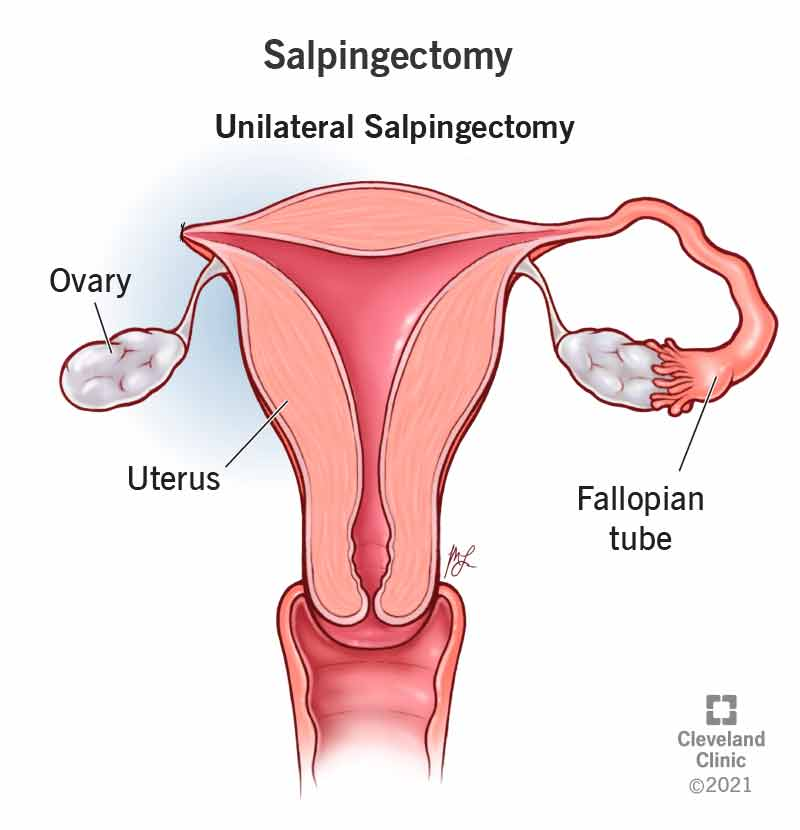 Salpingectomy
Unilateral Salpingectomy
Ovary
Uterus
Fallopian
tube
Cleveland
Clinic
©2021